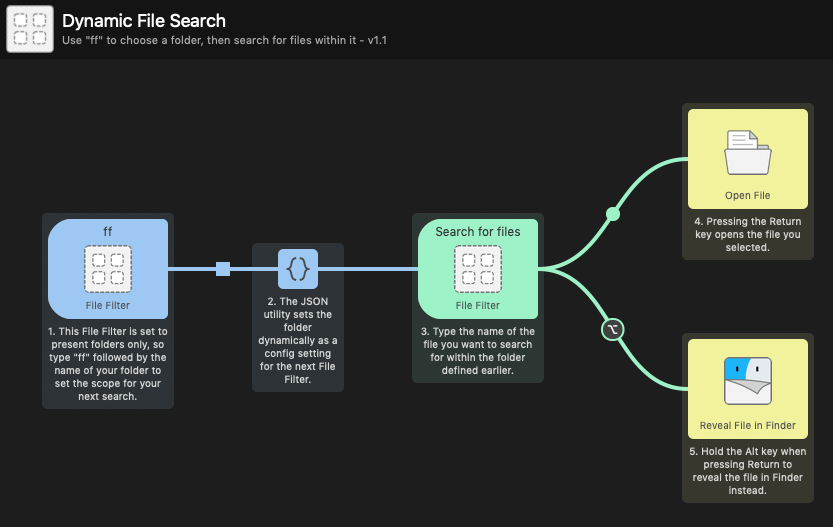 Dynamic File Search
Use "ff" to choose a folder, then search for files within it - v1.1
ff
File Filter
1. This File Filter is set to
present folders only, so
type "ff" followed by the
name of your folder to
set the scope for your
next search.
{}
2. The JSON
utility sets the
folder
dynamically as a
config setting
for the next File
Filter.
Search for files
File Filter
3. Type the name of the
file you want to search
for within the folder
defined earlier.
Open File
4. Pressing the Return
key opens the file you
selected.
⌥
Reveal File in Finder
5. Hold the Alt key when
pressing Return to
reveal the file in Finder
instead.